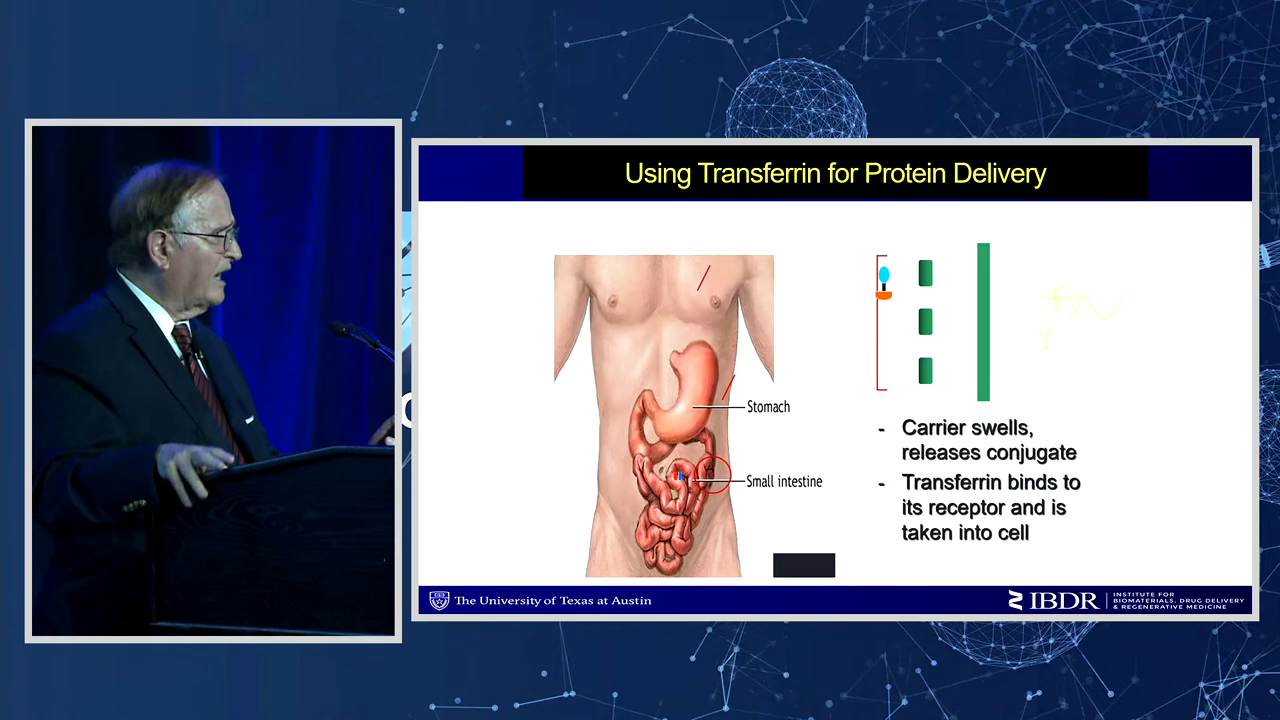 Using Transferrin for Protein Delivery
Stomach
Small intestine
- Carrier swells,
releases conjugate
- Transferrin binds to
its receptor and is
taken into cell
The University of Texas at Austin
IBDR
INSTITUTE FOR
BIOMATERIALS, DRUG DELIVERY
& REGENERATIVE MEDICINE